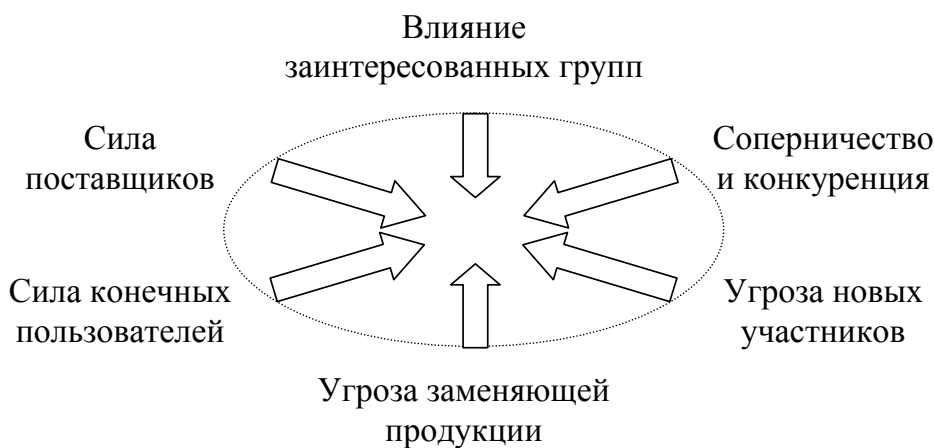 Влияние
заинтересованных групп
Сила
поставщиков
Соперничество
и конкуренция
Сила конечных
пользователей
Угроза новых
участников
Угроза заменяющей
продукции